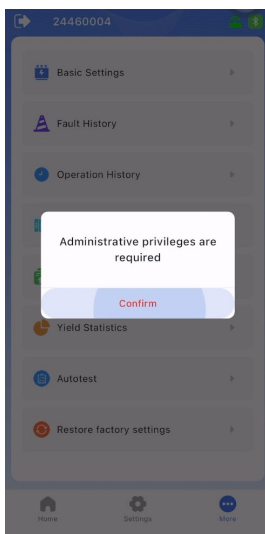 24460004
Basic Settings
Fault History
Operation History
Administrative privileges are
required
Confirm
Yield Statistics
Autotest
Restore factory settings
Home
Settings
More